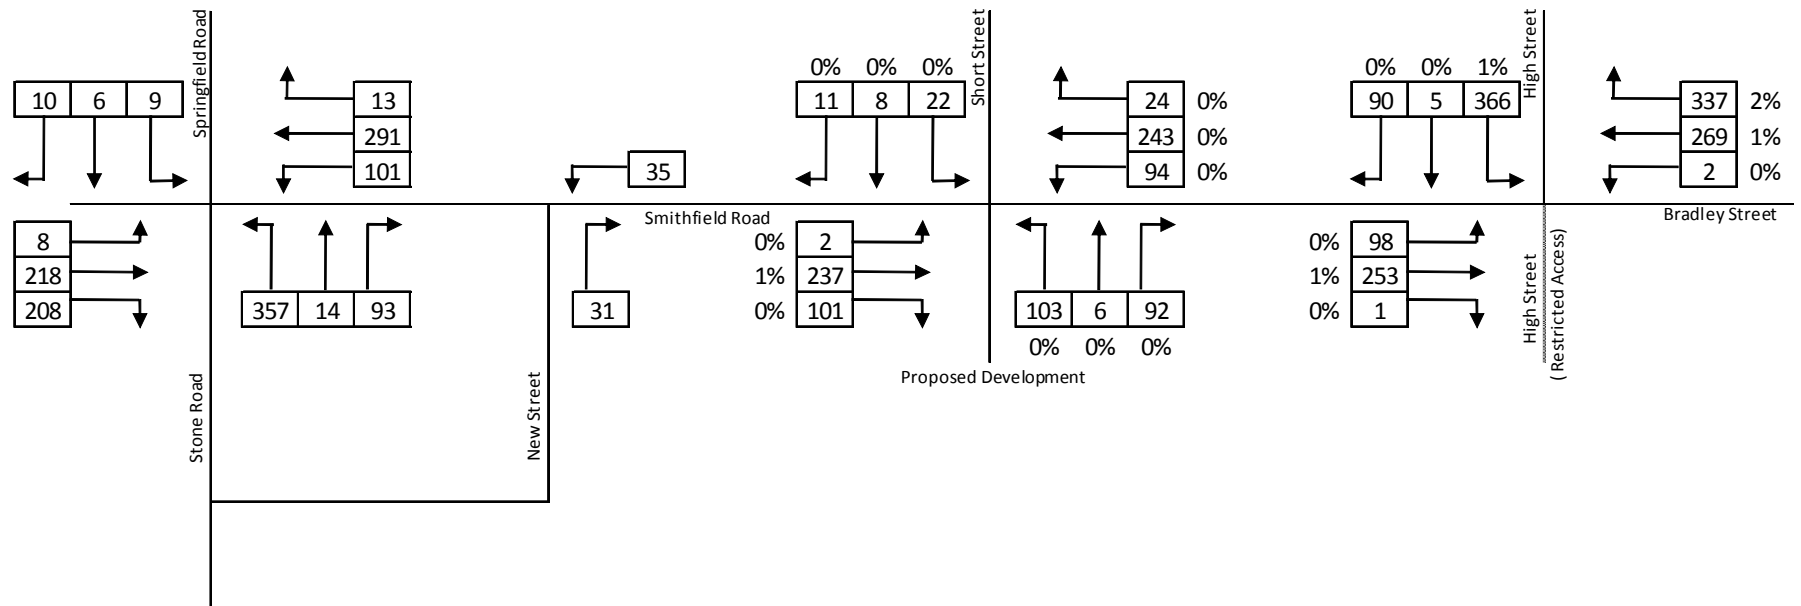 0% 0% 0%
0% 0% 1%
10 6 9
Springfield Road
13
291
101
35
11 8 22
Short Street
24 0%
243 0%
94 0%
90 5 366
High Street
337 2%
269 1%
2 0%
Smithfield Road
Bradley Street
8
218
208
357 14 93
31
0% 2
1% 237
0% 101
103 6 92
0% 0% 0%
0% 98
1% 253
0% 1
High Street
(Restricted Access)
Proposed Development
Stone Road
New Street